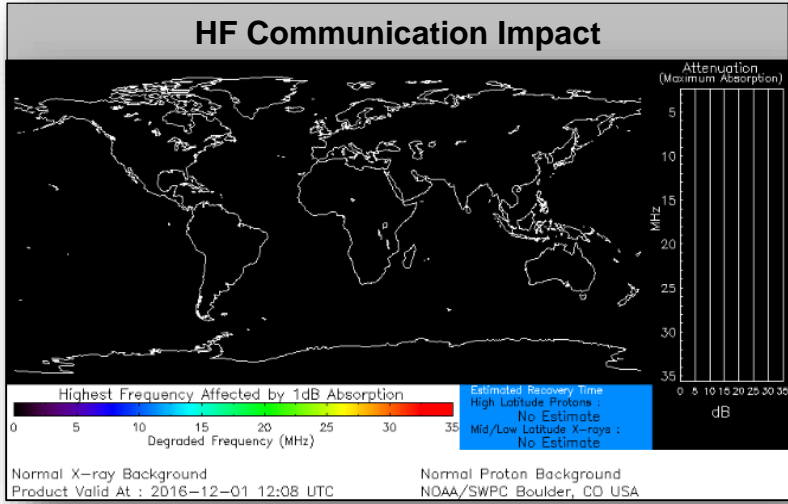 HF Communication Impact
Attenuation
(Maximum Absorption)
5
10
15
20
25
30
35
MHz
0 5 10 15 20 25 30 35
dB
Highest Frequency Affected by 1dB Absorption
0 5 10 15 20 25 30 35
Degraded Frequency (MHz)
Estimated Recovery Time
High Latitude Protons :
No Estimate
Mid/Low Latitude X-rays :
No Estimate
Normal X-ray Background
Normal Proton Background
Product Valid At : 2016-12-01 12:08 UTC
NOAA/SWPC Boulder, CO USA